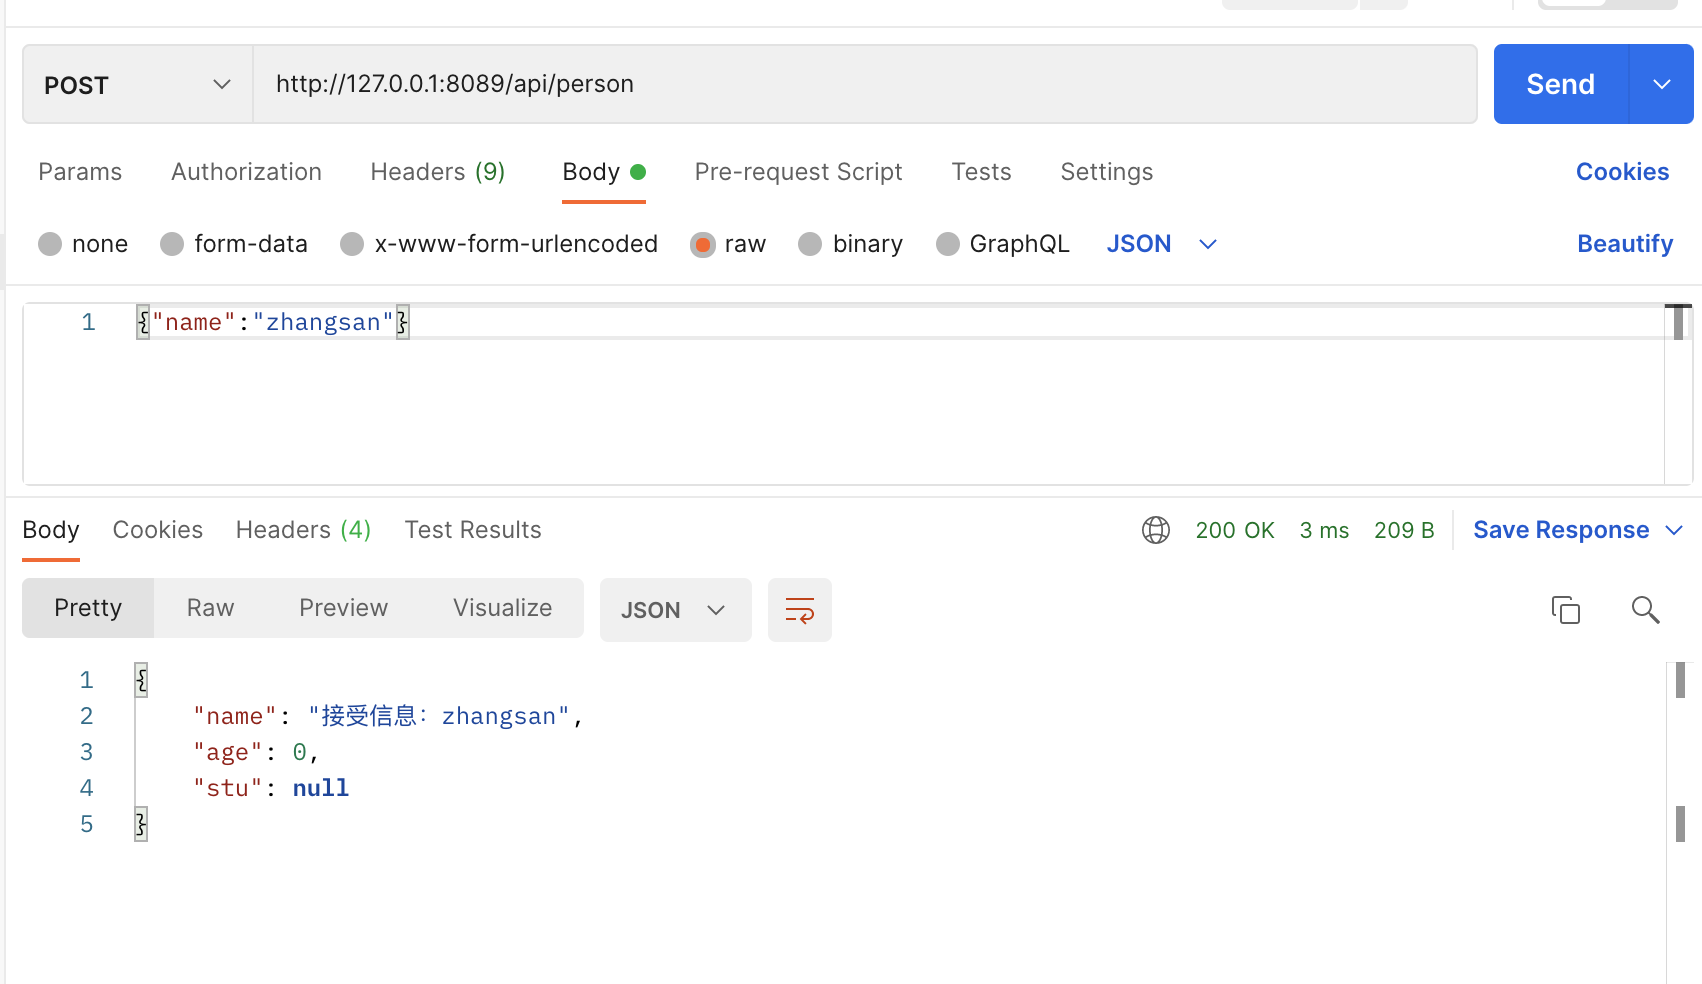 POST http://127.0.0.1:8089/api/person Send
Params Authorization Headers (9) Body Pre-request Script Tests Settings Cookies
none form-data x-www-form-urlencoded raw binary GraphQL JSON Beautify
1 {"name":"zhangsan"}
Body Cookies Headers (4) Test Results 200 OK 3 ms 209 B Save Response
Pretty Raw Preview Visualize JSON
1 {
2 "name": "接受信息：zhangsan",
3 "age": 0,
4 "stu": null
5 }